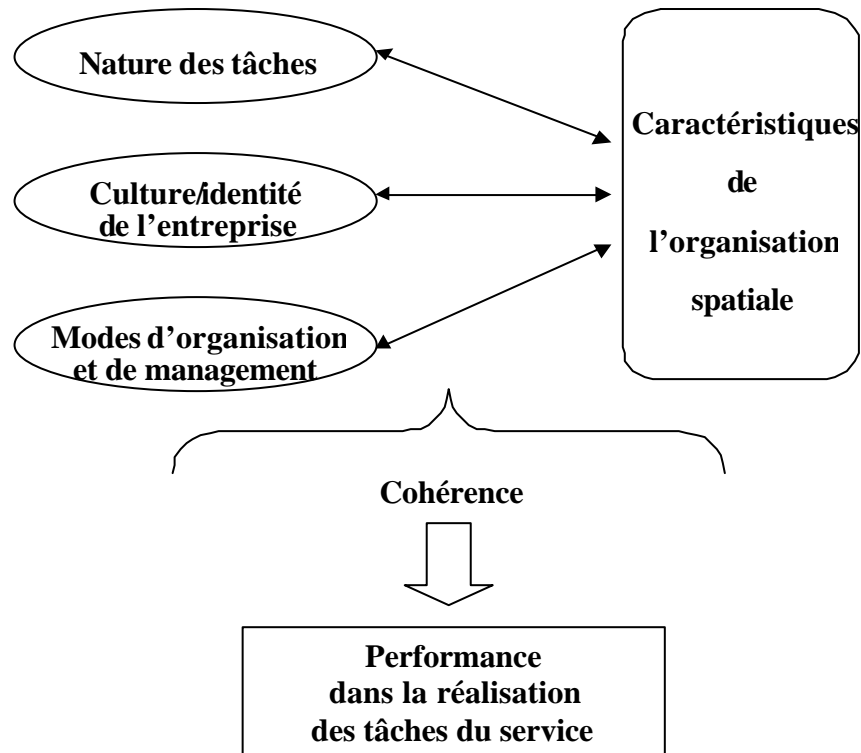 Nature des tâches
Culture/identité
de l’entreprise
Modes d’organisation
et de management
Caractéristiques
de
l’organisation
spatiale
Cohérence
Performance
dans la réalisation
des tâches du service